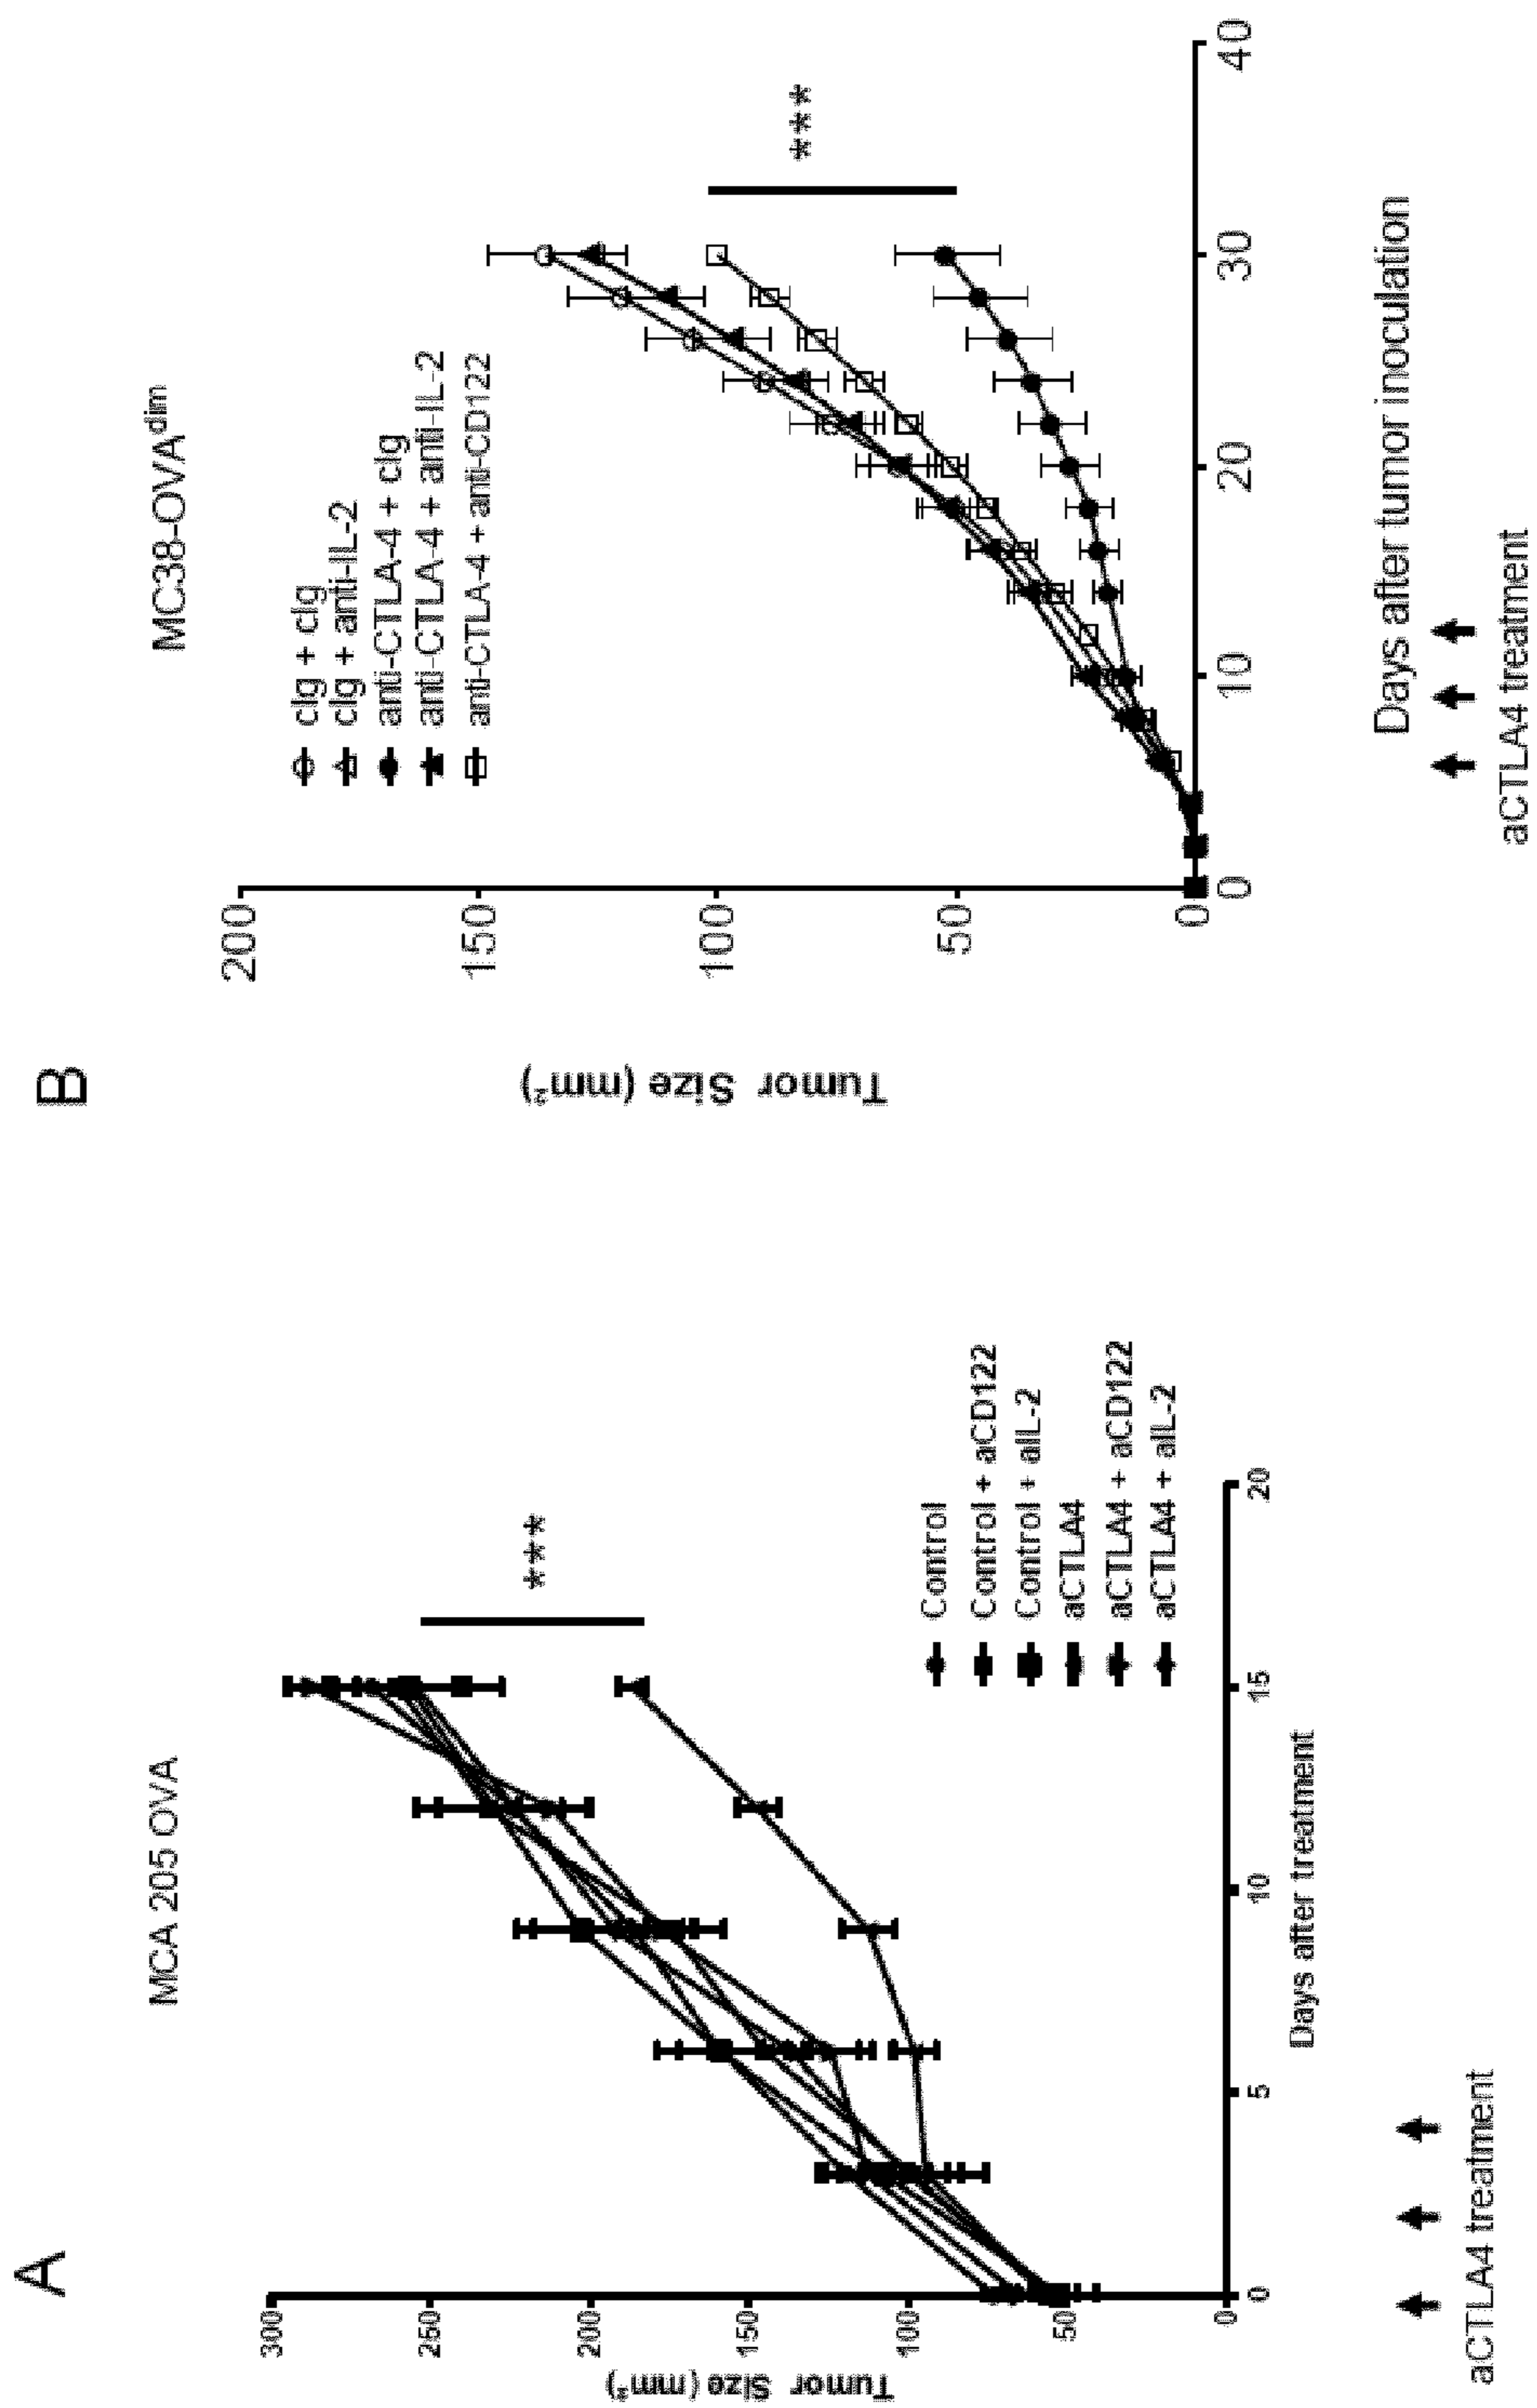 A
MCA 205 OVA
Tumor Size (mm²)
300
250
200
150
100
50
0
0
5
10
15
20
***
Control
Control + aCD122
Control + aIL-2
aCTLA4
aCTLA4 + aCD122
aCTLA4 + aIL-2
Days after treatment
aCTLA4 treatment
B
MC38-OVAdim
Tumor Size (mm²)
200
150
100
50
0
0
10
20
30
40
cIg + cIg
cIg + anti-IL-2
anti-CTLA-4 + cIg
anti-CTLA-4 + anti-IL-2
anti-CTLA-4 + anti-CD122
***
Days after tumor inoculation
aCTLA4 treatment